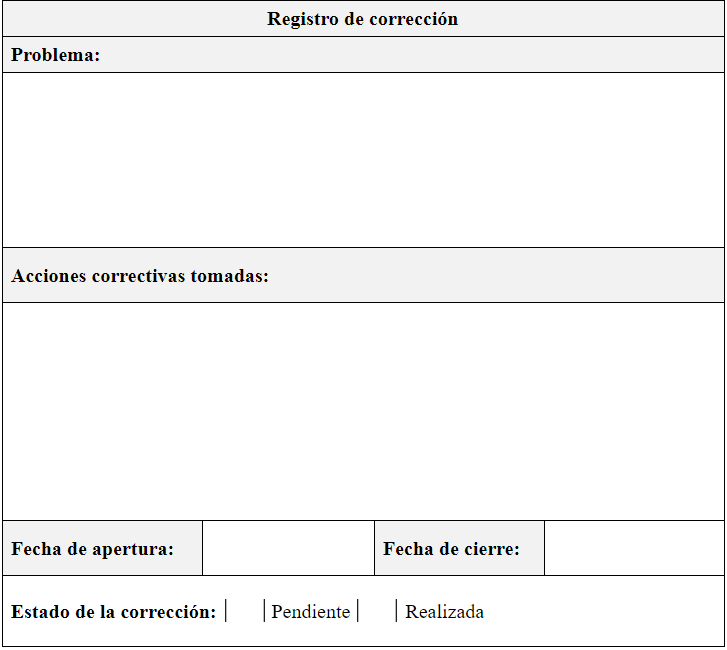 Registro de corrección
Problema:
Acciones correctivas tomadas:
Fecha de apertura: Fecha de cierre:
Estado de la corrección: | | Pendiente | | Realizada